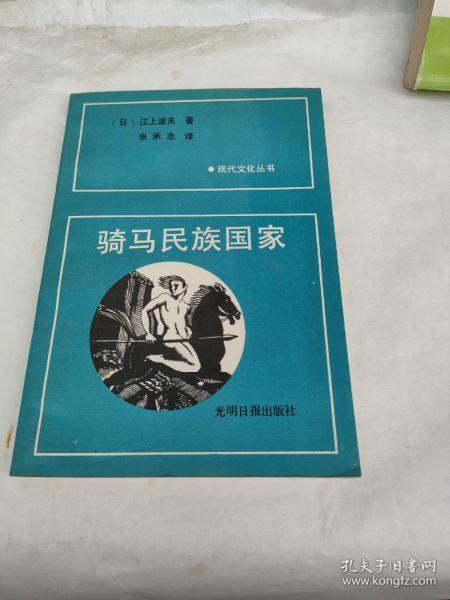 〔日〕江上波夫 著
张承志 译
●现代文化丛书
骑马民族国家
光明日报出版社
孔夫子旧书网
www.kongfz.com